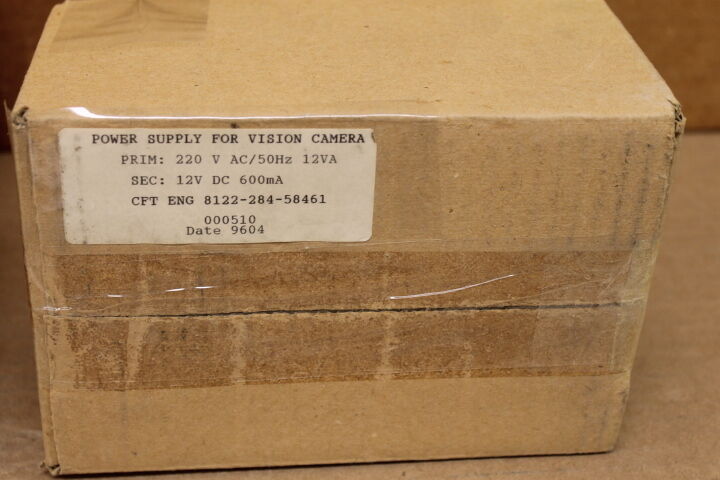 POWER SUPPLY FOR VISION CAMERA
PRIM: 220 V AC/50Hz 12VA
SEC: 12V DC 600mA
CFT ENG 8122-284-58461
000510
Date 9604